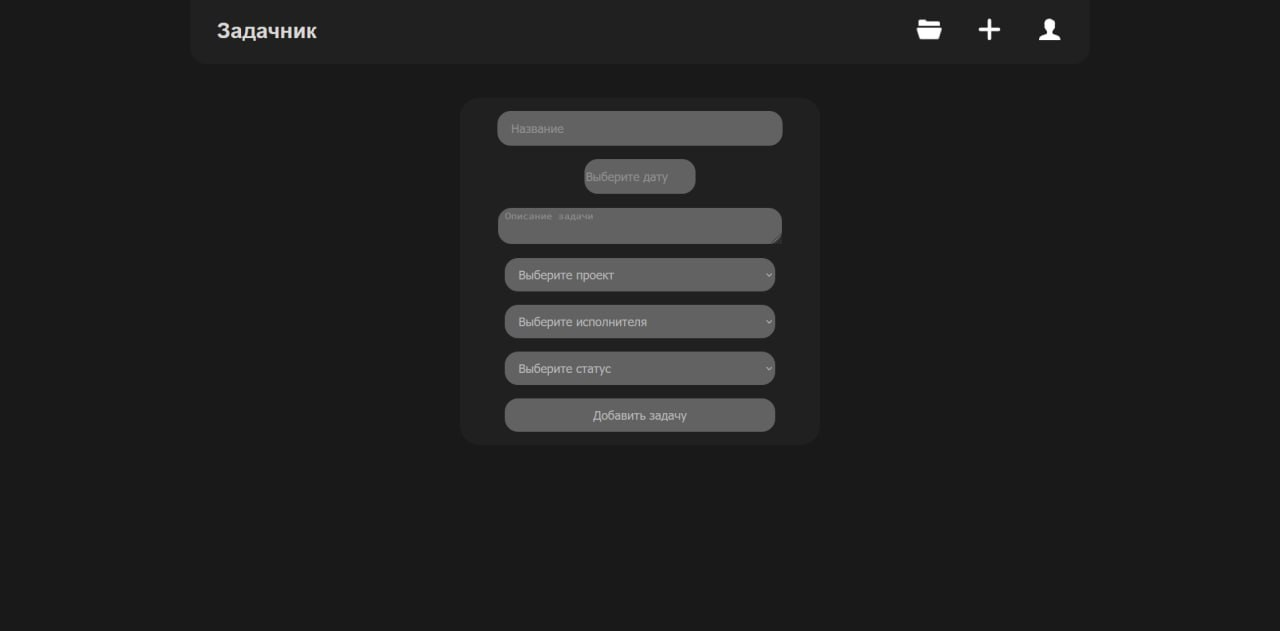 Задачник
Название
Выберите дату
Описание задачи
Выберите проект
Выберите исполнителя
Выберите статус
Добавить задачу